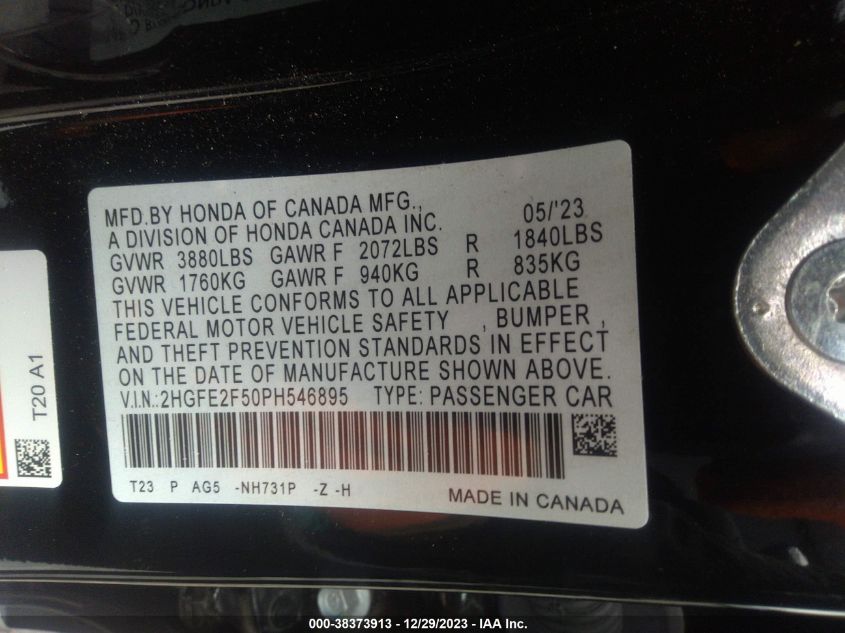 MFD.BY HONDA OF CANADA MFG., 05/'23
A DIVISION OF HONDA CANADA INC.
GVWR 3880LBS GAWR F 2072LBS R 1840LBS
GVWR 1760KG GAWR F 940KG R 835KG
THIS VEHICLE CONFORMS TO ALL APPLICABLE
FEDERAL MOTOR VEHICLE SAFETY , BUMPER ,
AND THEFT PREVENTION STANDARDS IN EFFECT
ON THE DATE OF MANUFACTURE SHOWN ABOVE.
V.I.N.:2HGFE2F50PH546895 TYPE: PASSENGER CAR
T23 P AG5 -NH731P -Z -H
MADE IN CANADA
T20 A1
000-38373913 - 12/29/2023 - IAA Inc.